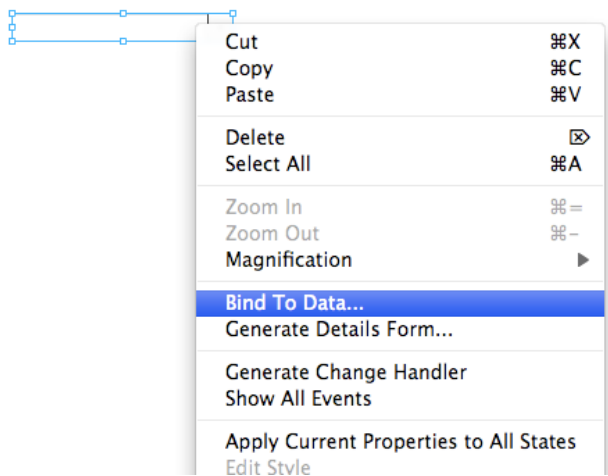 Cut ⌘X
Copy ⌘C
Paste ⌘V
Delete ⌦
Select All ⌘A
Zoom In ⌘=
Zoom Out ⌘-
Magnification ▶
Bind To Data...
Generate Details Form...
Generate Change Handler
Show All Events
Apply Current Properties to All States
Edit Style